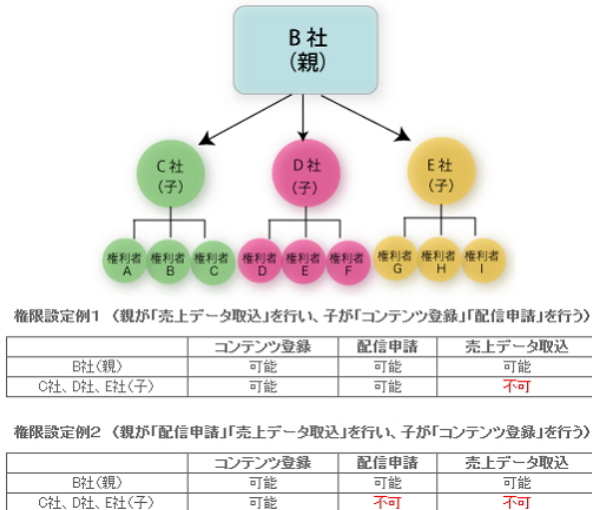 B 社
(親)
C 社
(子)
D 社
(子)
E 社
(子)
権利者
A
権利者
B
権利者
C
権利者
D
権利者
E
権利者
F
権利者
G
権利者
H
権利者
I
権限設定例1 (親が「売上データ取込」を行い、子が「コンテンツ登録」「配信申請」を行う)
コンテンツ登録 配信申請 売上データ取込
B社(親) 可能 可能 可能
C社、D社、E社(子) 可能 可能 不可
権限設定例2 (親が「配信申請」「売上データ取込」を行い、子が「コンテンツ登録」を行う)
コンテンツ登録 配信申請 売上データ取込
B社(親) 可能 可能 可能
C社、D社、E社(子) 可能 不可 不可